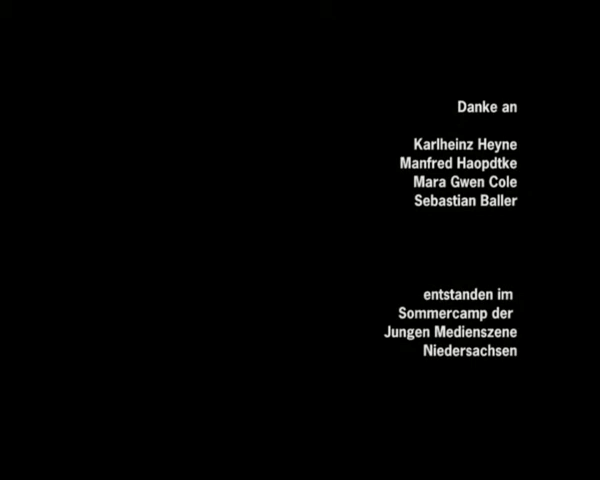 Danke an
Karlheinz Heyne
Manfred Haopdtke
Mara Gwen Cole
Sebastian Baller
entstanden im
Sommercamp der
Jungen Medienszene
Niedersachsen